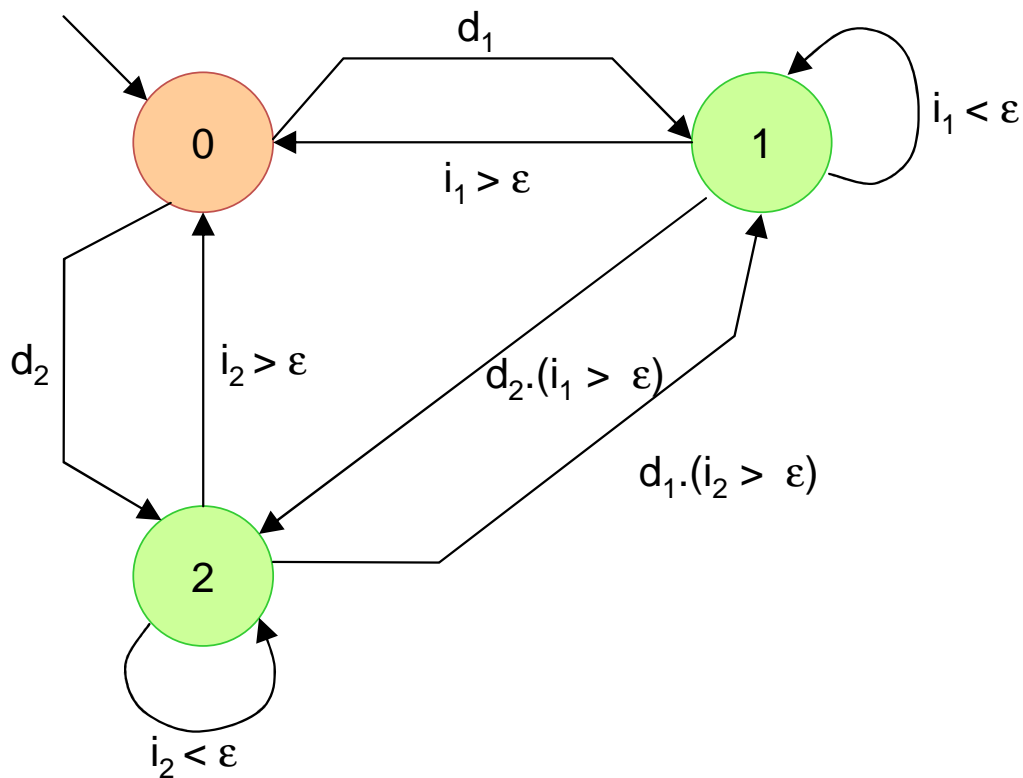 d₁
0
1
i₁ < ε
i₁ > ε
d₂
i₂ > ε
d₂.(i₁ > ε)
d₁.(i₂ > ε)
2
i₂ < ε